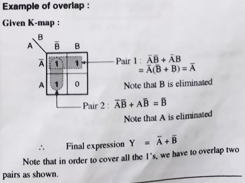 Example of overlap :
Given K-map :
B
A
B̄ B
Ā 1 1
A 1 0
Pair 1 : ĀB̄ + ĀB
= Ā(B̄ + B) = Ā
Note that B is eliminated
Pair 2 : ĀB̄ + AB̄ = B̄
Note that A is eliminated
∴ Final expression Y = Ā + B̄
Note that in order to cover all the 1's, we have to overlap two
pairs as shown.